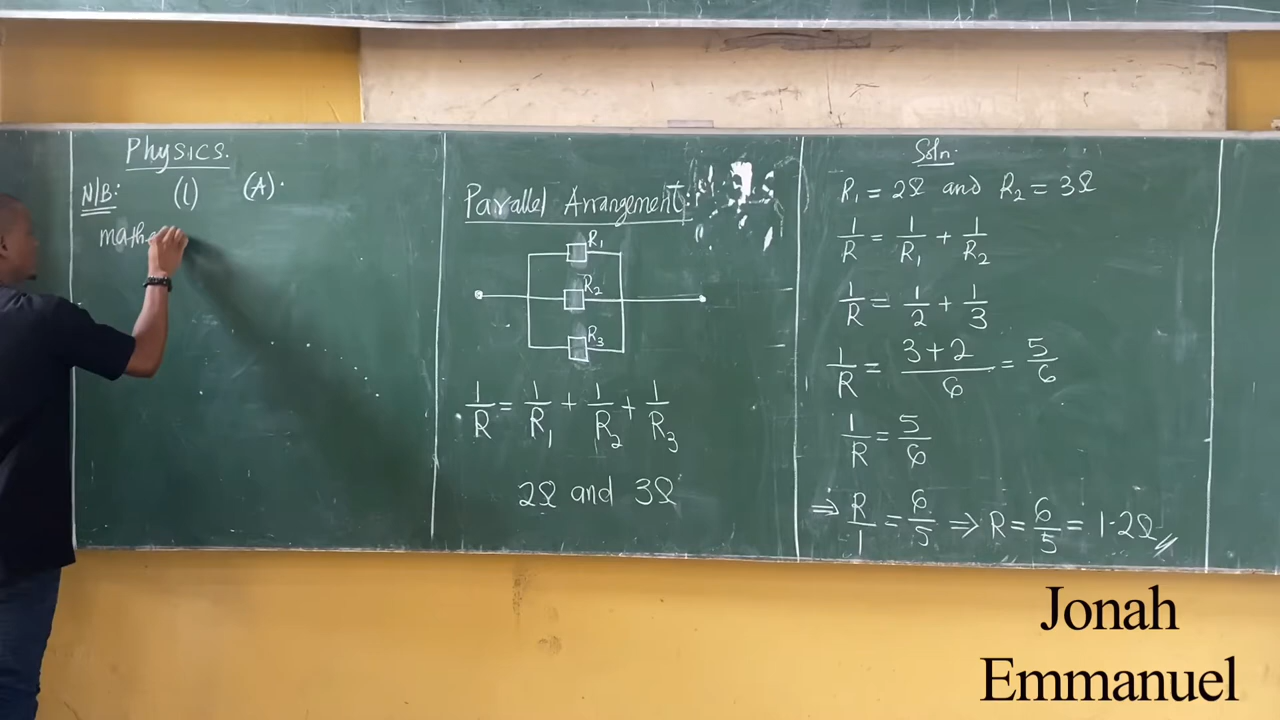 Physics.
N/B: (l) (A).
mathe
Parallel Arrangement:
R₁
R₂
R₃
1/R = 1/R₁ + 1/R₂ + 1/R₃
2Ω and 3Ω
Soln.
R₁ = 2Ω and R₂ = 3Ω
1/R = 1/R₁ + 1/R₂
1/R = 1/2 + 1/3
1/R = (3+2)/6 = 5/6
1/R = 5/6
⇒ R/1 = 6/5 ⇒ R = 6/5 = 1.2Ω
Jonah
Emmanuel